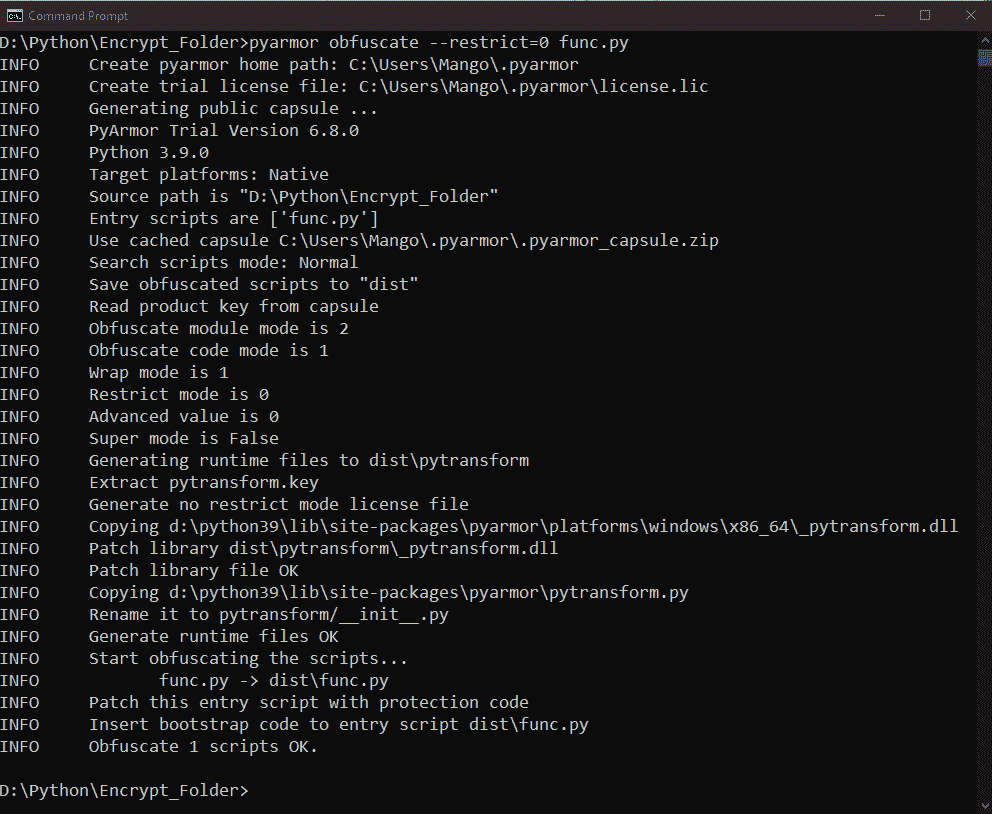 Command Prompt
D:\Python\Encrypt_Folder>pyarmor obfuscate --restrict=0 func.py
INFO     Create pyarmor home path: C:\Users\Mango\.pyarmor
INFO     Create trial license file: C:\Users\Mango\.pyarmor\license.lic
INFO     Generating public capsule ...
INFO     PyArmor Trial Version 6.8.0
INFO     Python 3.9.0
INFO     Target platforms: Native
INFO     Source path is "D:\Python\Encrypt_Folder"
INFO     Entry scripts are ['func.py']
INFO     Use cached capsule C:\Users\Mango\.pyarmor\.pyarmor_capsule.zip
INFO     Search scripts mode: Normal
INFO     Save obfuscated scripts to "dist"
INFO     Read product key from capsule
INFO     Obfuscate module mode is 2
INFO     Obfuscate code mode is 1
INFO     Wrap mode is 1
INFO     Restrict mode is 0
INFO     Advanced value is 0
INFO     Super mode is False
INFO     Generating runtime files to dist\pytransform
INFO     Extract pytransform.key
INFO     Generate no restrict mode license file
INFO     Copying d:\python39\lib\site-packages\pyarmor\platforms\windows\x86_64\_pytransform.dll
INFO     Patch library dist\pytransform\_pytransform.dll
INFO     Patch library file OK
INFO     Copying d:\python39\lib\site-packages\pyarmor\pytransform.py
INFO     Rename it to pytransform/__init__.py
INFO     Generate runtime files OK
INFO     Start obfuscating the scripts...
INFO            func.py -> dist\func.py
INFO     Patch this entry script with protection code
INFO     Insert bootstrap code to entry script dist\func.py
INFO     Obfuscate 1 scripts OK.
D:\Python\Encrypt_Folder>